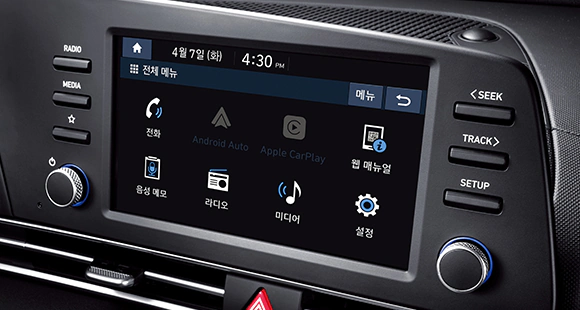 RADIO
MEDIA
4월 7일 (화) 4:30 PM
전체 메뉴
메뉴
전화
Android Auto
Apple CarPlay
웹 매뉴얼
음성 메모
라디오
미디어
설정
<SEEK
TRACK>
SETUP